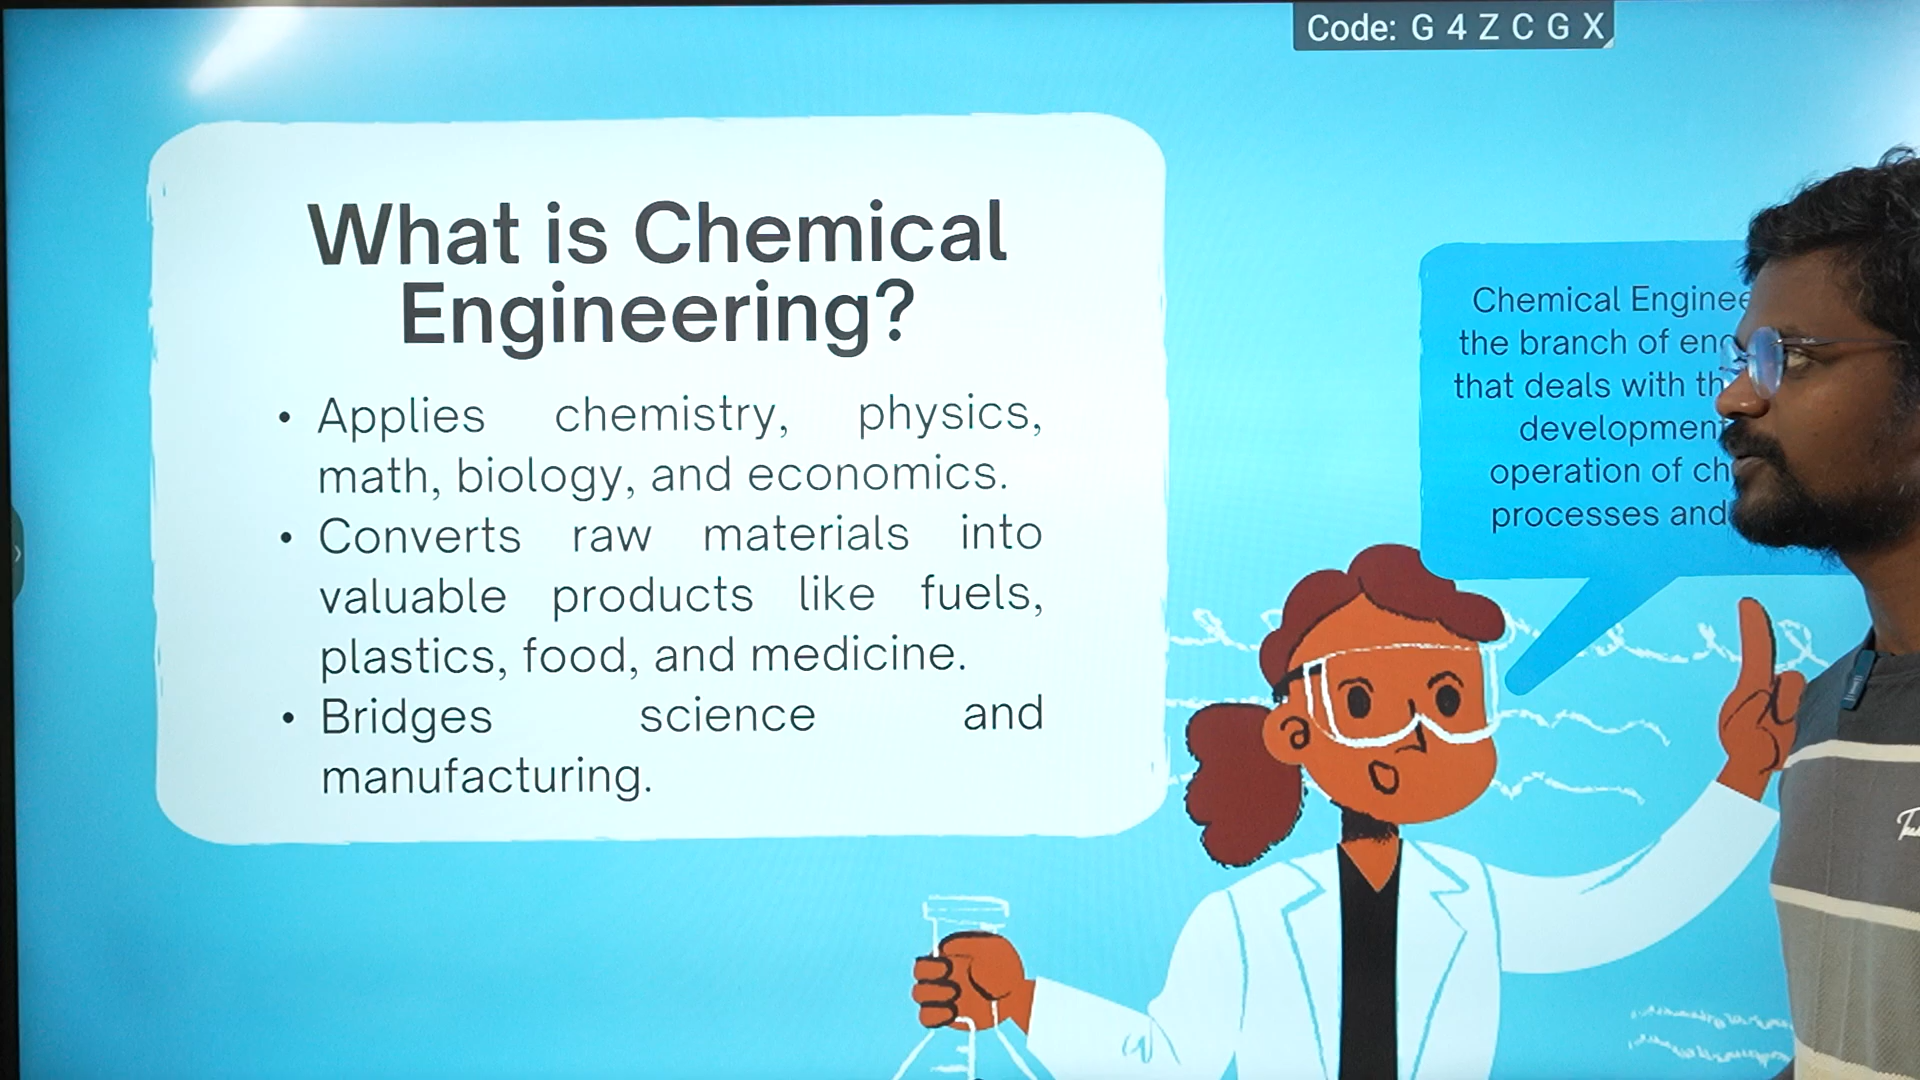 Code: G 4 Z C G X
What is Chemical
Engineering?
• Applies chemistry, physics,
math, biology, and economics.
• Converts raw materials into
valuable products like fuels,
plastics, food, and medicine.
• Bridges science and
manufacturing.
Chemical
the branch of
that deals with
development
operation of
processes and